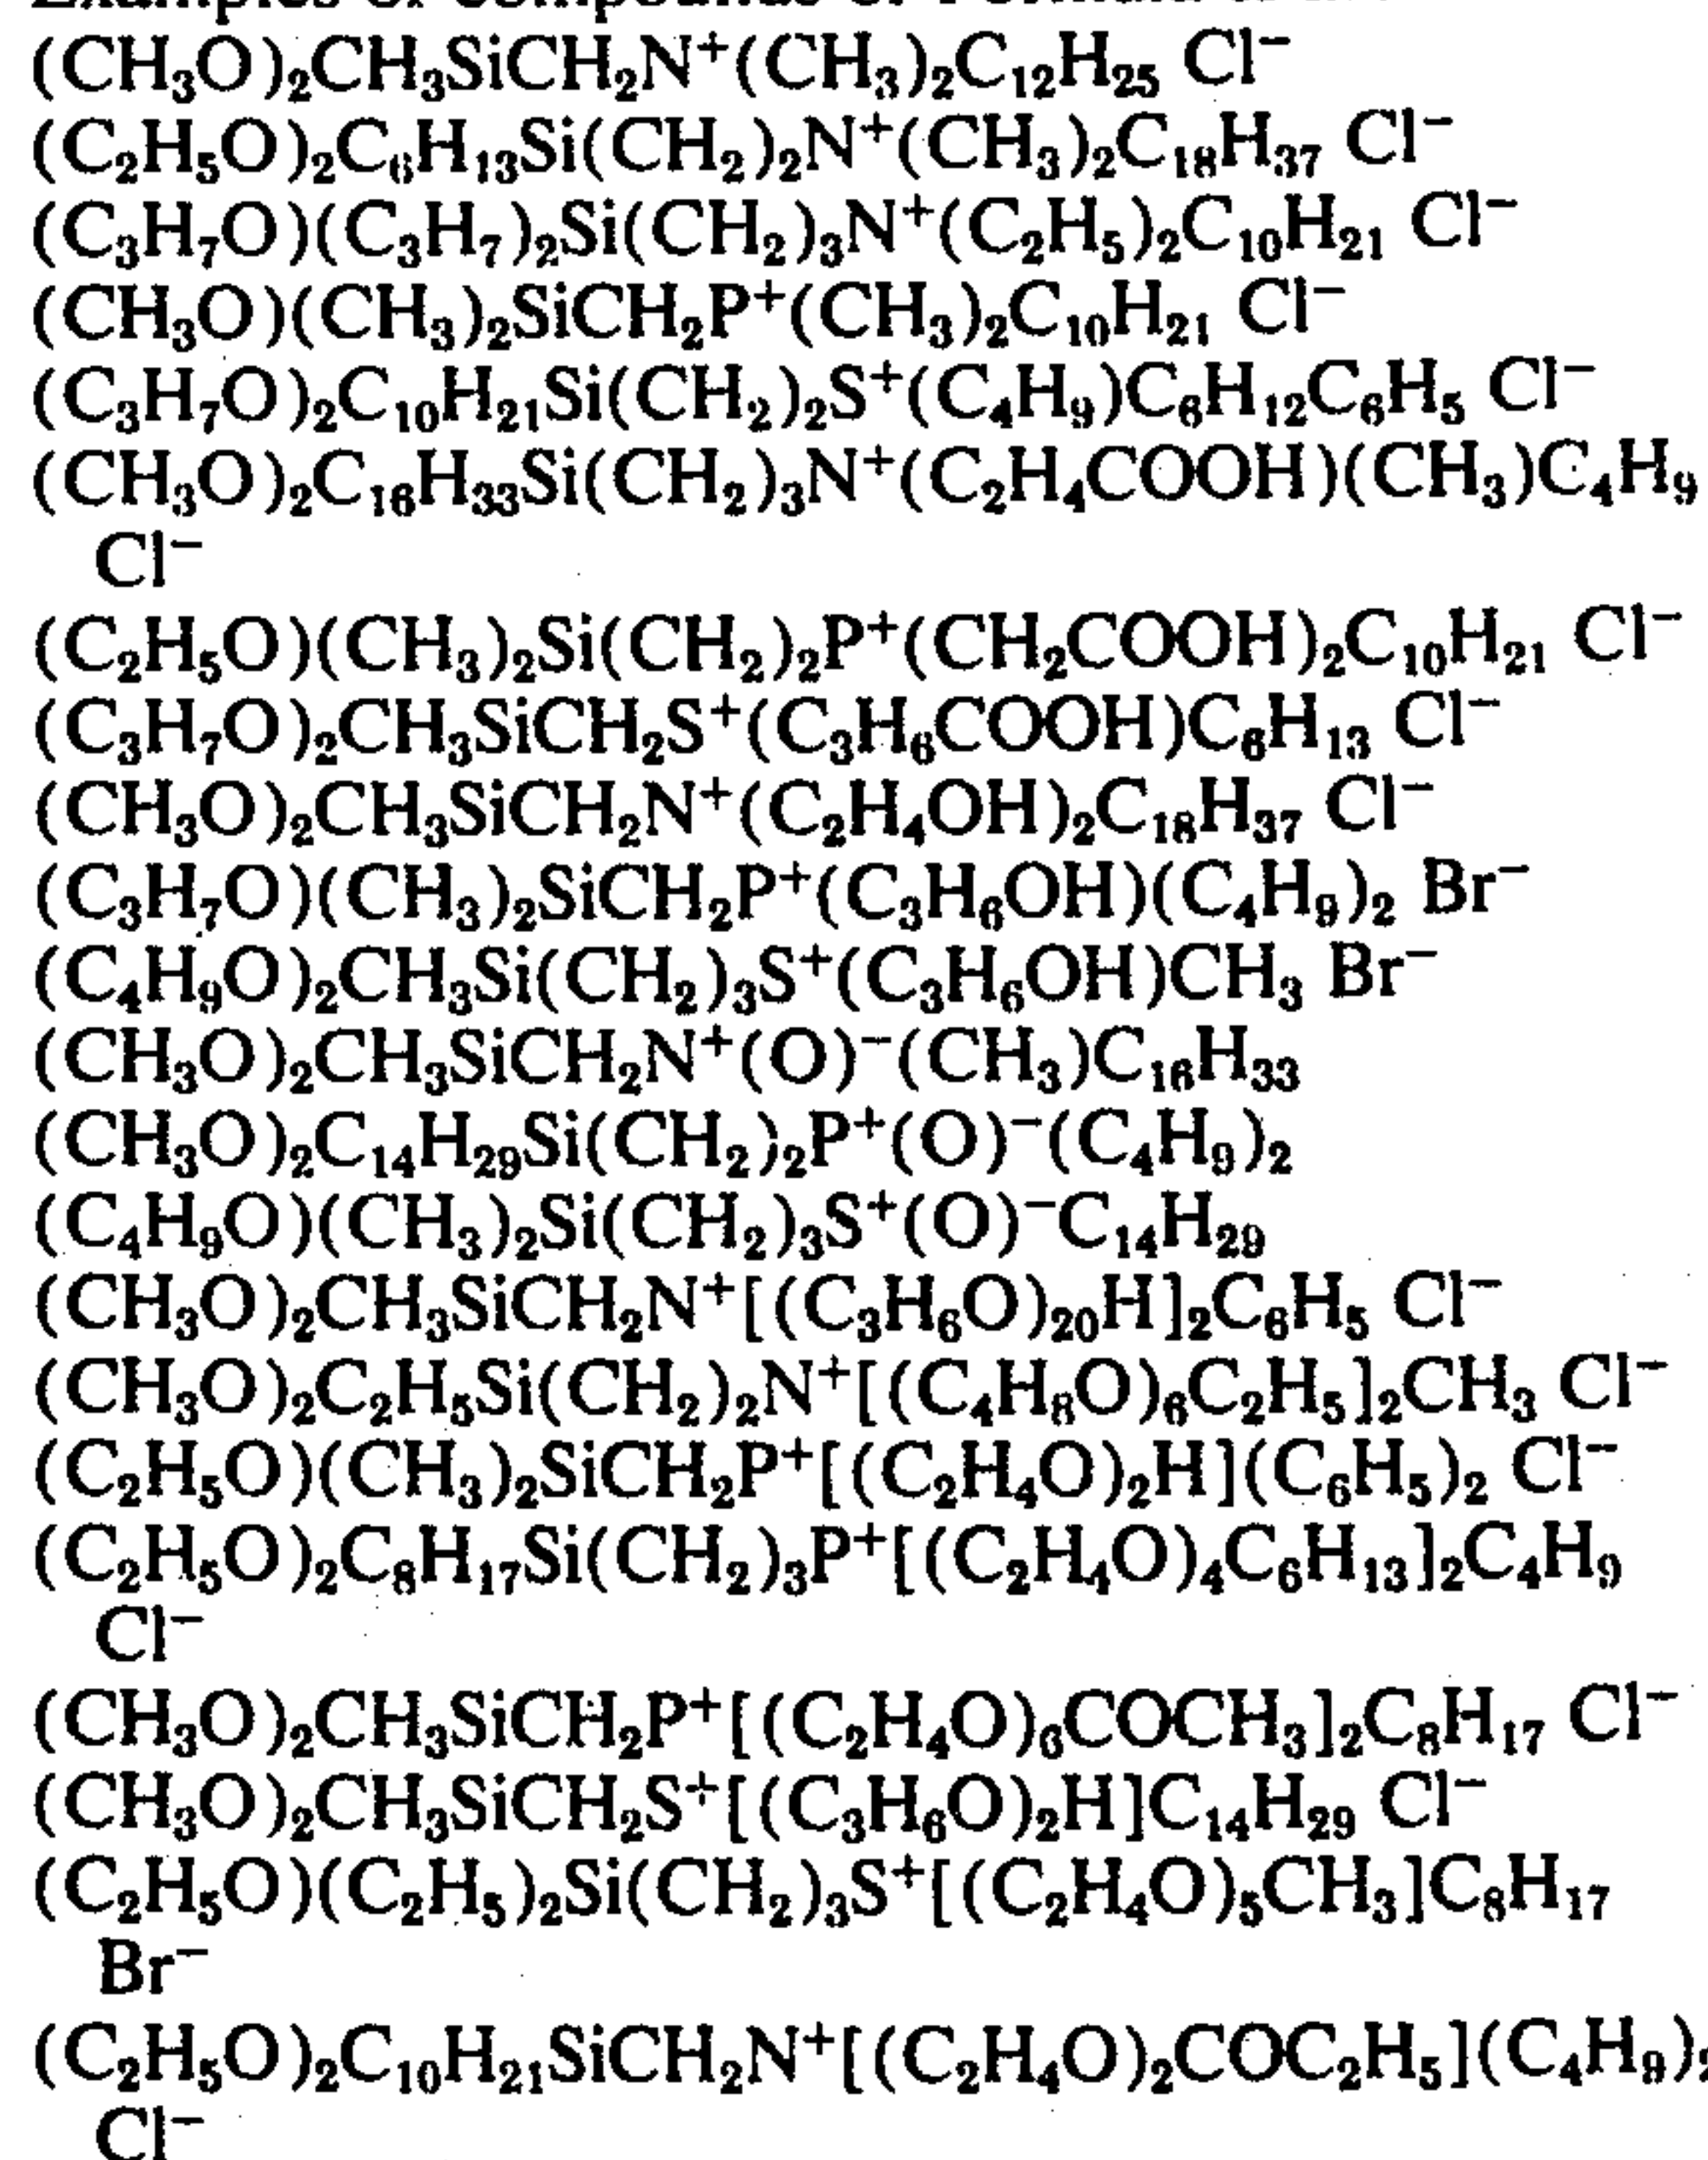 (CH₃O)₂CH₃SiCH₂N⁺(CH₃)₂C₁₂H₂₅ Cl⁻
(C₂H₅O)₂C₆H₁₃Si(CH₂)₂N⁺(CH₃)₂C₁₈H₃₇ Cl⁻
(C₃H₇O)(C₃H₇)₂Si(CH₂)₃N⁺(C₂H₅)₂C₁₀H₂₁ Cl⁻
(CH₃O)(CH₃)₂SiCH₂P⁺(CH₃)₂C₁₀H₂₁ Cl⁻
(C₃H₇O)₂C₁₀H₂₁Si(CH₂)₂S⁺(C₄H₉)C₆H₁₂C₆H₅ Cl⁻
(CH₃O)₂C₁₆H₃₃Si(CH₂)₃N⁺(C₂H₄COOH)(CH₃)C₄H₉
Cl⁻
(C₂H₅O)(CH₃)₂Si(CH₂)₂P⁺(CH₂COOH)₂C₁₀H₂₁ Cl⁻
(C₃H₇O)₂CH₃SiCH₂S⁺(C₃H₆COOH)C₆H₁₃ Cl⁻
(CH₃O)₂CH₃SiCH₂N⁺(C₂H₄OH)₂C₁₈H₃₇ Cl⁻
(C₃H₇O)(CH₃)₂SiCH₂P⁺(C₃H₆OH)(C₄H₉)₂ Br⁻
(C₄H₉O)₂CH₃Si(CH₂)₃S⁺(C₃H₆OH)CH₃ Br⁻
(CH₃O)₂CH₃SiCH₂N⁺(O)⁻(CH₃)C₁₆H₃₃
(CH₃O)₂C₁₄H₂₉Si(CH₂)₂P⁺(O)⁻(C₄H₉)₂
(C₄H₉O)(CH₃)₂Si(CH₂)₃S⁺(O)⁻C₁₄H₂₉
(CH₃O)₂CH₃SiCH₂N⁺[(C₃H₆O)₂₀H]₂C₆H₅ Cl⁻
(CH₃O)₂C₂H₅Si(CH₂)₂N⁺[(C₄H₈O)₆C₂H₅]₂CH₃ Cl⁻
(C₂H₅O)(CH₃)₂SiCH₂P⁺[(C₂H₄O)₂H](C₆H₅)₂ Cl⁻
(C₂H₅O)₂C₈H₁₇Si(CH₂)₃P⁺[(C₂H₄O)₄C₆H₁₃]₂C₄H₉
Cl⁻
(CH₃O)₂CH₃SiCH₂P⁺[(C₂H₄O)₆COCH₃]₂C₈H₁₇ Cl⁻
(CH₃O)₂CH₃SiCH₂S⁺[(C₃H₆O)₂H]C₁₄H₂₉ Cl⁻
(C₂H₅O)(C₂H₅)₂Si(CH₂)₃S⁺[(C₂H₄O)₅CH₃]C₈H₁₇
Br⁻
(C₂H₅O)₂C₁₀H₂₁SiCH₂N⁺[(C₂H₄O)₂COC₂H₅](C₄H₉)₂
Cl⁻